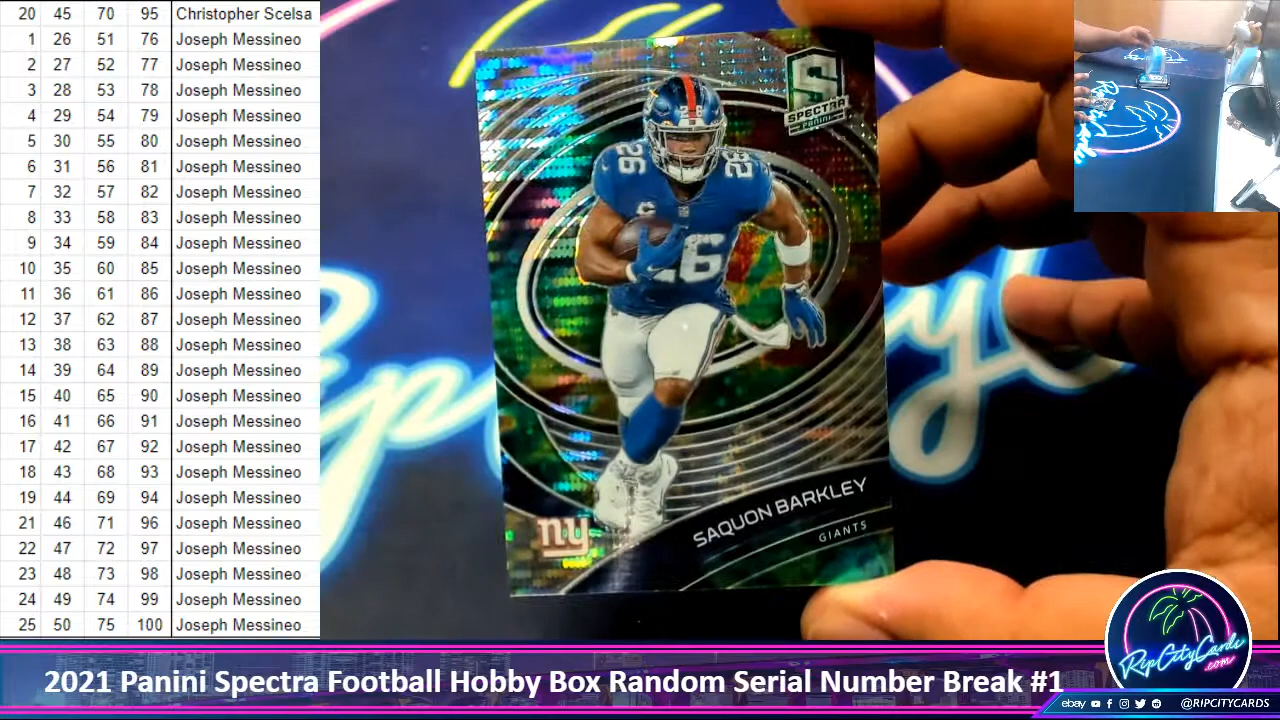 20 45 70 95 Christopher Scelsa
1 26 51 76 Joseph Messineo
2 27 52 77 Joseph Messineo
3 28 53 78 Joseph Messineo
4 29 54 79 Joseph Messineo
5 30 55 80 Joseph Messineo
6 31 56 81 Joseph Messineo
7 32 57 82 Joseph Messineo
8 33 58 83 Joseph Messineo
9 34 59 84 Joseph Messineo
10 35 60 85 Joseph Messineo
11 36 61 86 Joseph Messineo
12 37 62 87 Joseph Messineo
13 38 63 88 Joseph Messineo
14 39 64 89 Joseph Messineo
15 40 65 90 Joseph Messineo
16 41 66 91 Joseph Messineo
17 42 67 92 Joseph Messineo
18 43 68 93 Joseph Messineo
19 44 69 94 Joseph Messineo
21 46 71 96 Joseph Messineo
22 47 72 97 Joseph Messineo
23 48 73 98 Joseph Messineo
24 49 74 99 Joseph Messineo
25 50 75 100 Joseph Messineo
S
SPECTRA
PANINI
26
26
26
C
ny
SAQUON BARKLEY
GIANTS
RipCityCards
.com
2021 Panini Spectra Football Hobby Box Random Serial Number Break #1
ebay @RIPCITYCARDS